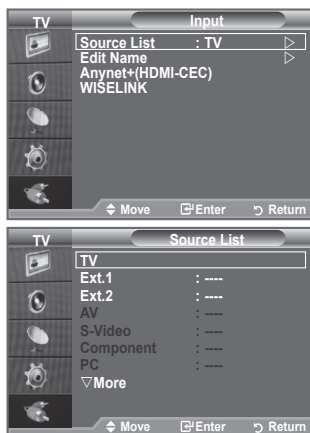 TV Input
Source List : TV ▷
Edit Name ▷
Anynet+(HDMI-CEC)
WISELINK
Move Enter Return
TV Source List
TV
Ext.1 : ----
Ext.2 : ----
AV : ----
S-Video : ----
Component : ----
PC : ----
▽More
Move Enter Return